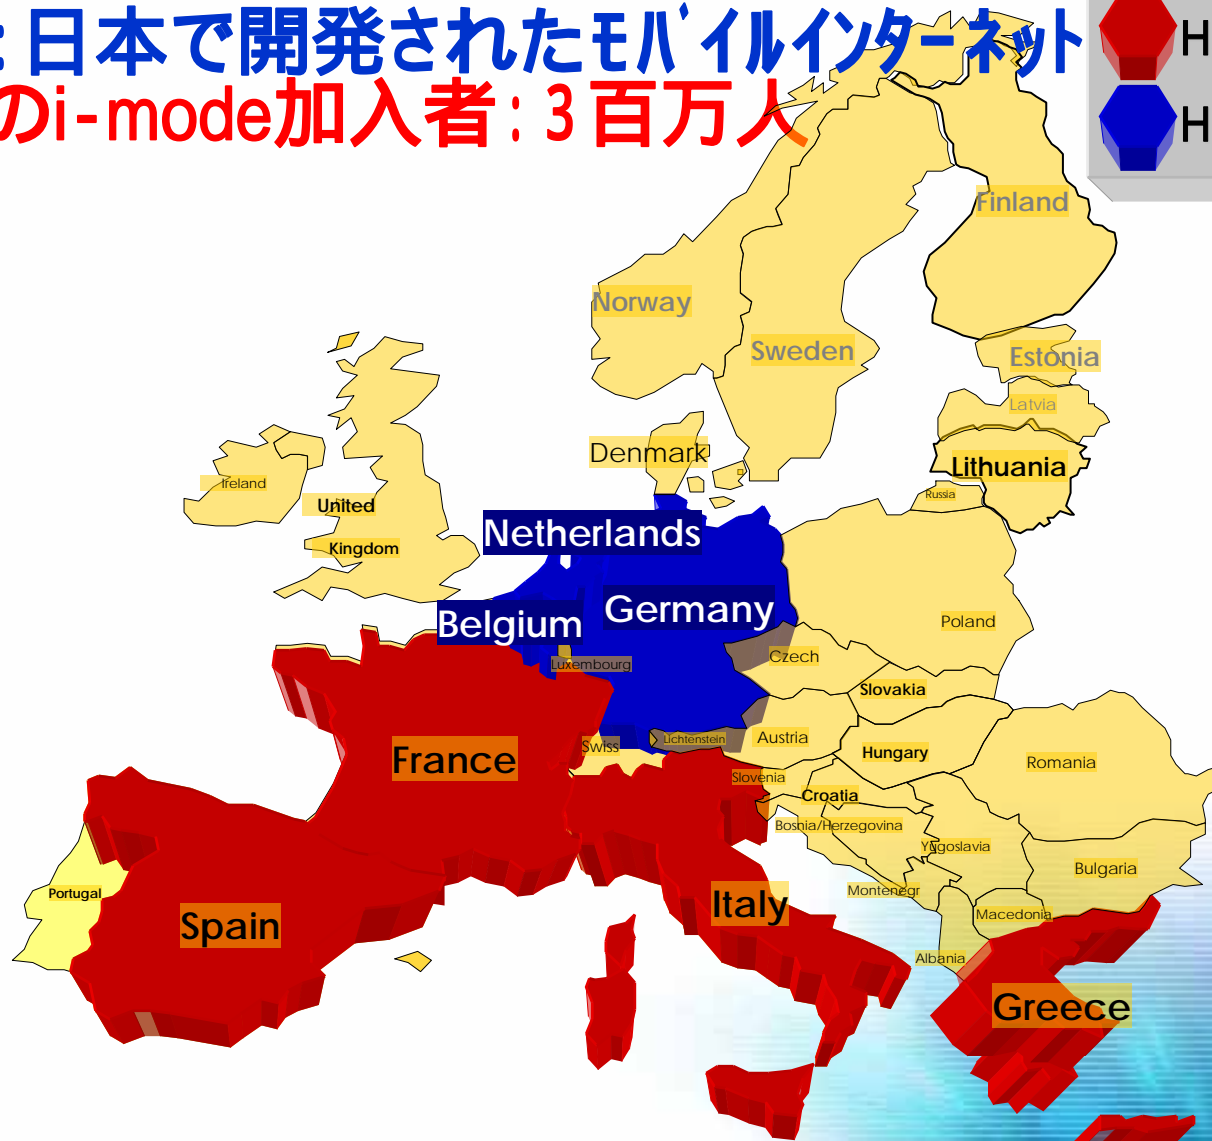 : 日本で開発されたモバイルインターネット
のi-mode加入者: 3百万人
H
H
Finland
Norway
Sweden
Estonia
Latvia
Denmark
Lithuania
Ireland
Russia
United
Kingdom
Netherlands
Germany
Belgium
Poland
Czech
Luxembourg
Slovakia
Swiss
Lichtenstein
Austria
Hungary
France
Romania
Slovenia
Croatia
Bosnia/Herzegovina
Yugoslavia
Bulgaria
Portugal
Montenegr
Italy
Macedonia
Spain
Albania
Greece